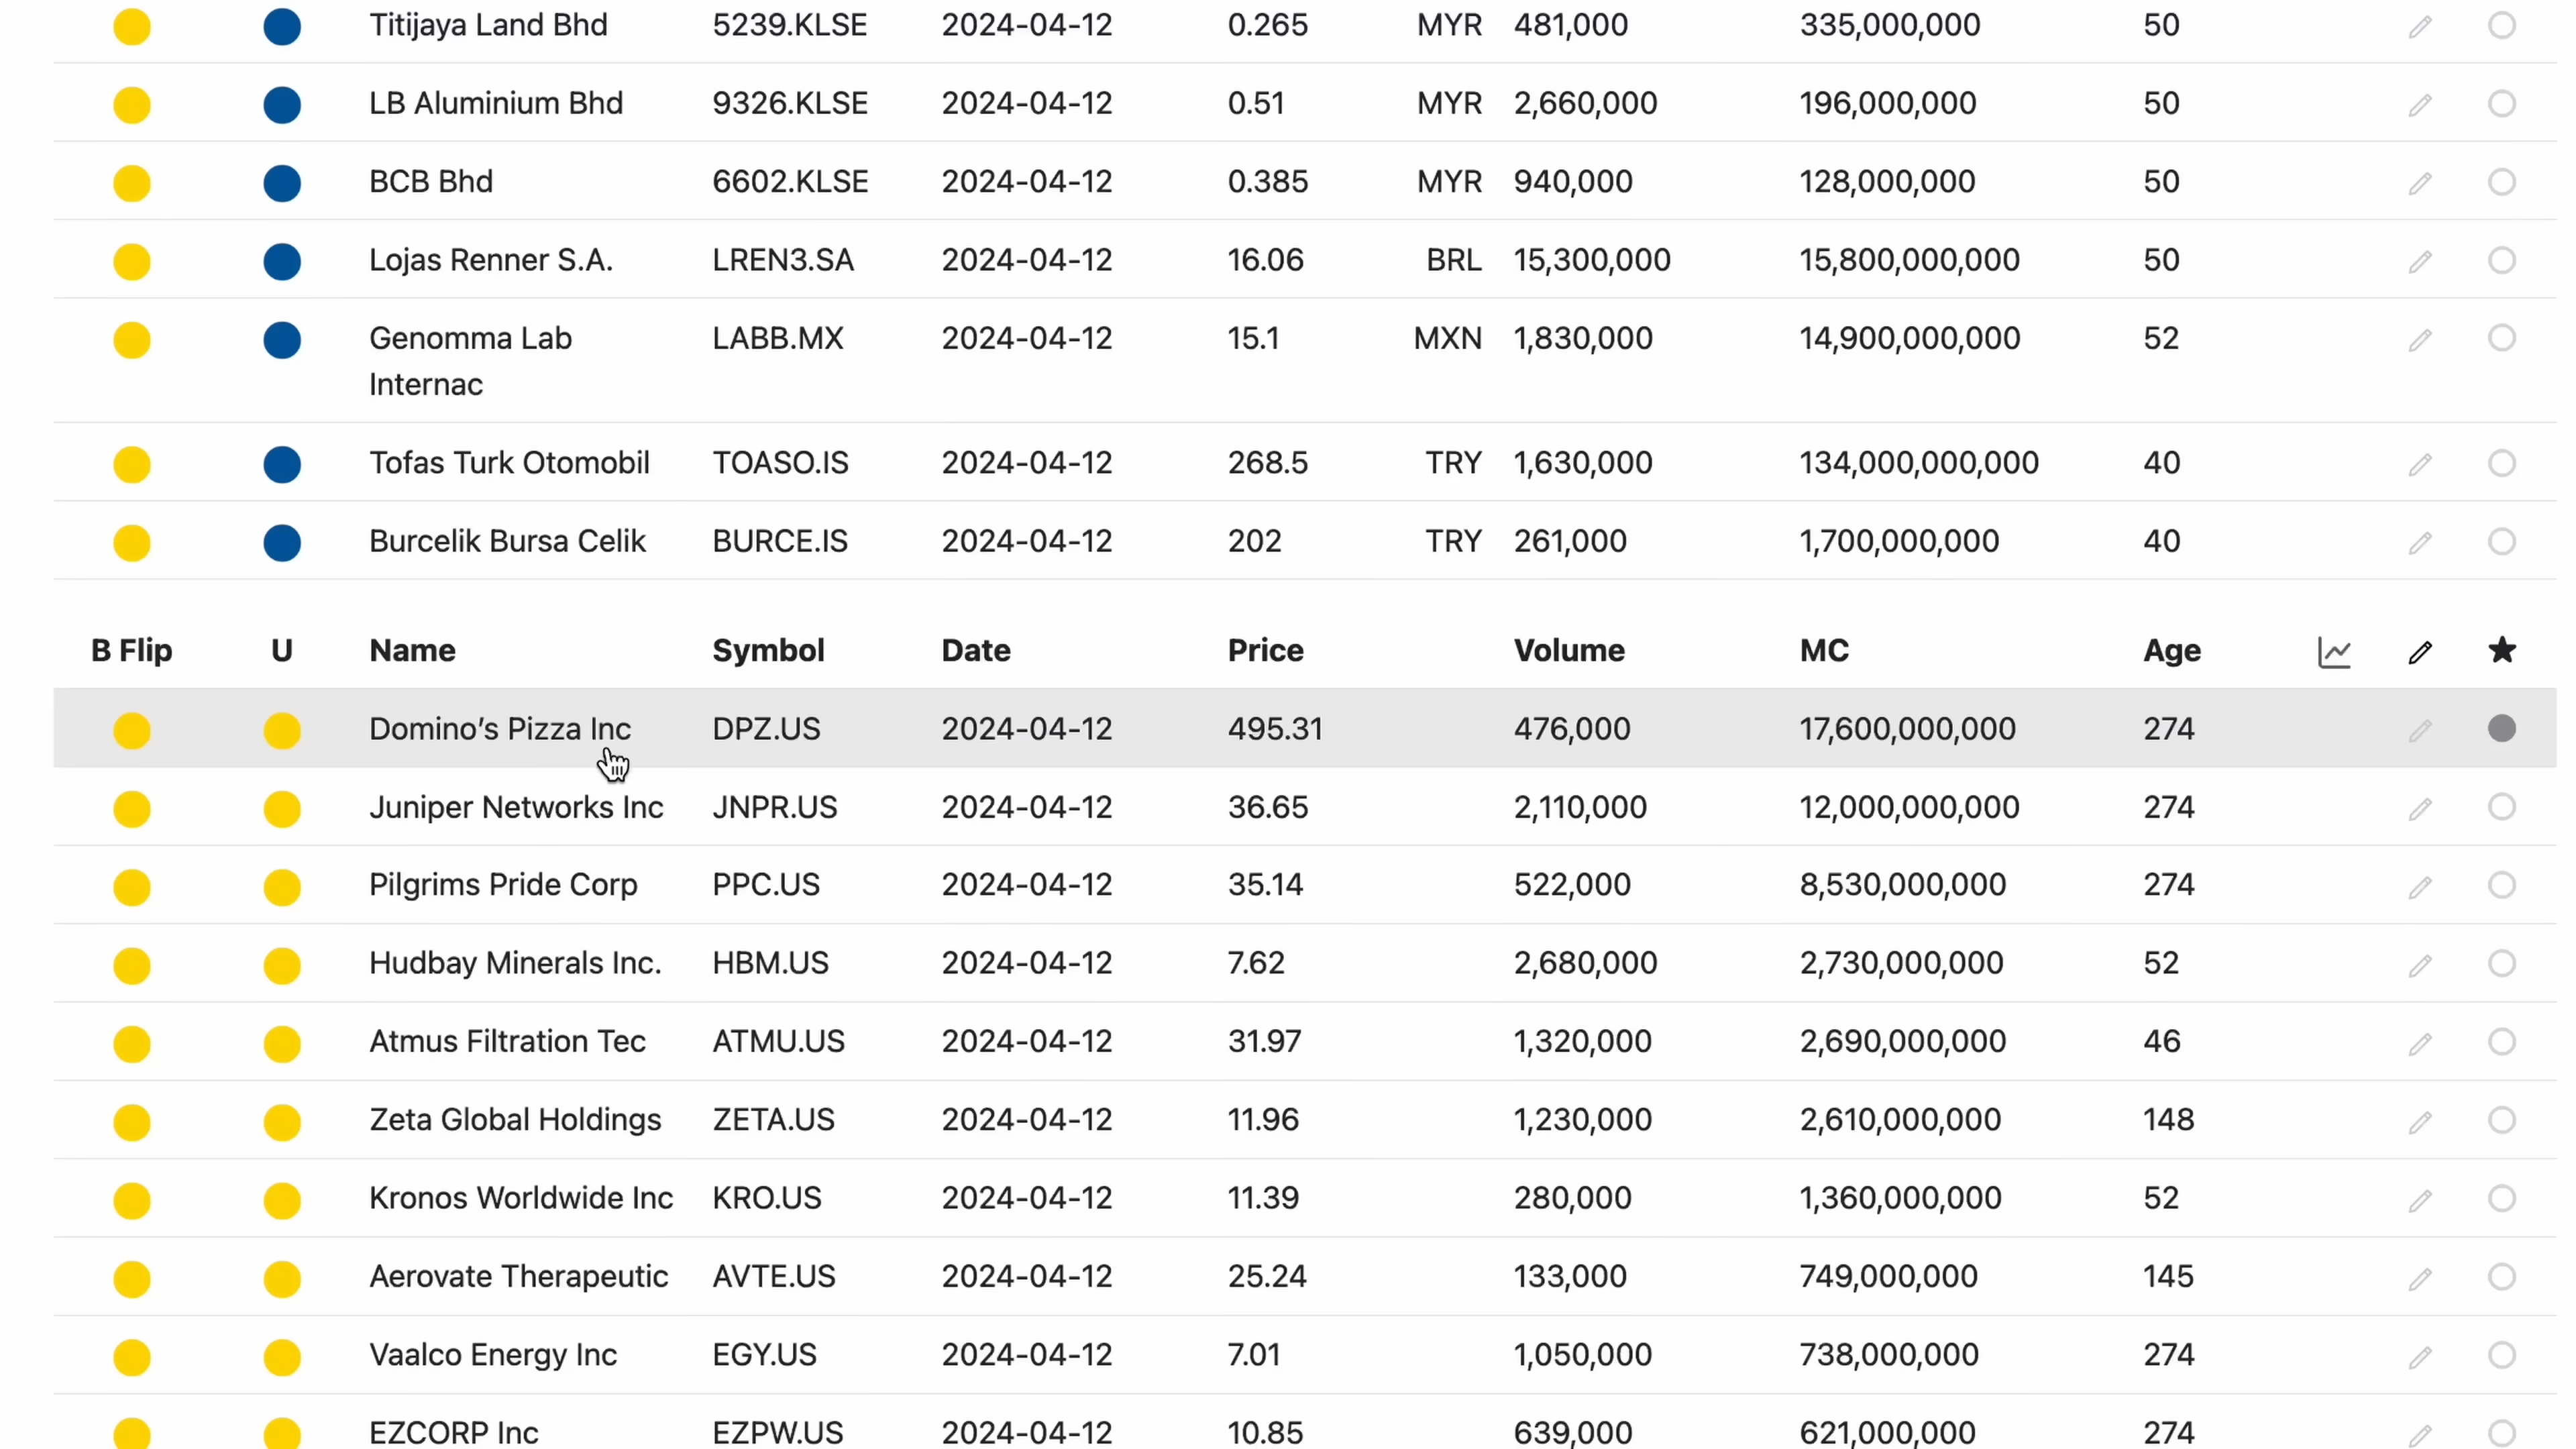 Titijaya Land Bhd 5239.KLSE 2024-04-12 0.265 MYR 481,000 335,000,000 50
LB Aluminium Bhd 9326.KLSE 2024-04-12 0.51 MYR 2,660,000 196,000,000 50
BCB Bhd 6602.KLSE 2024-04-12 0.385 MYR 940,000 128,000,000 50
Lojas Renner S.A. LREN3.SA 2024-04-12 16.06 BRL 15,300,000 15,800,000,000 50
Genomma Lab LABB.MX 2024-04-12 15.1 MXN 1,830,000 14,900,000,000 52
Internac
Tofas Turk Otomobil TOASO.IS 2024-04-12 268.5 TRY 1,630,000 134,000,000,000 40
Burcelik Bursa Celik BURCE.IS 2024-04-12 202 TRY 261,000 1,700,000,000 40
B Flip U Name Symbol Date Price Volume MC Age
Domino’s Pizza Inc DPZ.US 2024-04-12 495.31 476,000 17,600,000,000 274
Juniper Networks Inc JNPR.US 2024-04-12 36.65 2,110,000 12,000,000,000 274
Pilgrims Pride Corp PPC.US 2024-04-12 35.14 522,000 8,530,000,000 274
Hudbay Minerals Inc. HBM.US 2024-04-12 7.62 2,680,000 2,730,000,000 52
Atmus Filtration Tec ATMU.US 2024-04-12 31.97 1,320,000 2,690,000,000 46
Zeta Global Holdings ZETA.US 2024-04-12 11.96 1,230,000 2,610,000,000 148
Kronos Worldwide Inc KRO.US 2024-04-12 11.39 280,000 1,360,000,000 52
Aerovate Therapeutic AVTE.US 2024-04-12 25.24 133,000 749,000,000 145
Vaalco Energy Inc EGY.US 2024-04-12 7.01 1,050,000 738,000,000 274
EZCORP Inc EZPW.US 2024-04-12 10.85 639,000 621,000,000 274